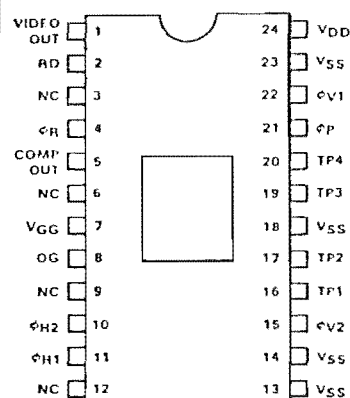 VIDEO OUT 1 24 VDD
RD 2 23 VSS
NC 3 22 φV1
φR 4 21 φP
COMP OUT 5 20 TP4
NC 6 19 TP3
VGG 7 18 VSS
OG 8 17 TP2
NC 9 16 TP1
φH2 10 15 φV2
φH1 11 14 VSS
NC 12 13 VSS